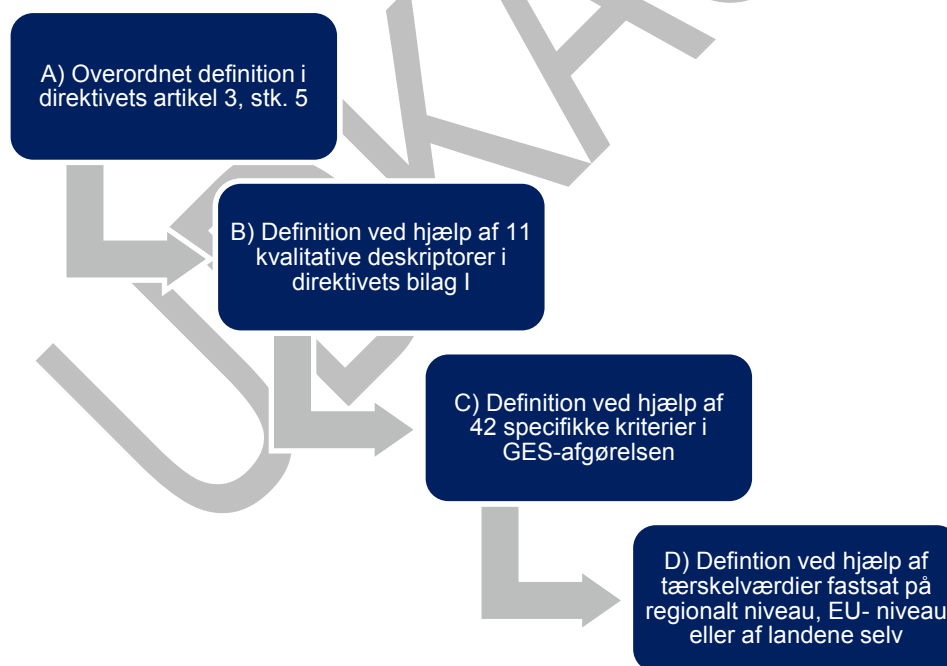 A) Overordnet definition i
direktivets artikel 3, stk. 5
B) Definition ved hjælp af 11
kvalitative deskriptorer i
direktivets bilag I
C) Definition ved hjælp af
42 specifikke kriterier i
GES-afgørelsen
D) Defintion ved hjælp af
tærskelværdier fastsat på
regionalt niveau, EU- niveau
eller af landene selv